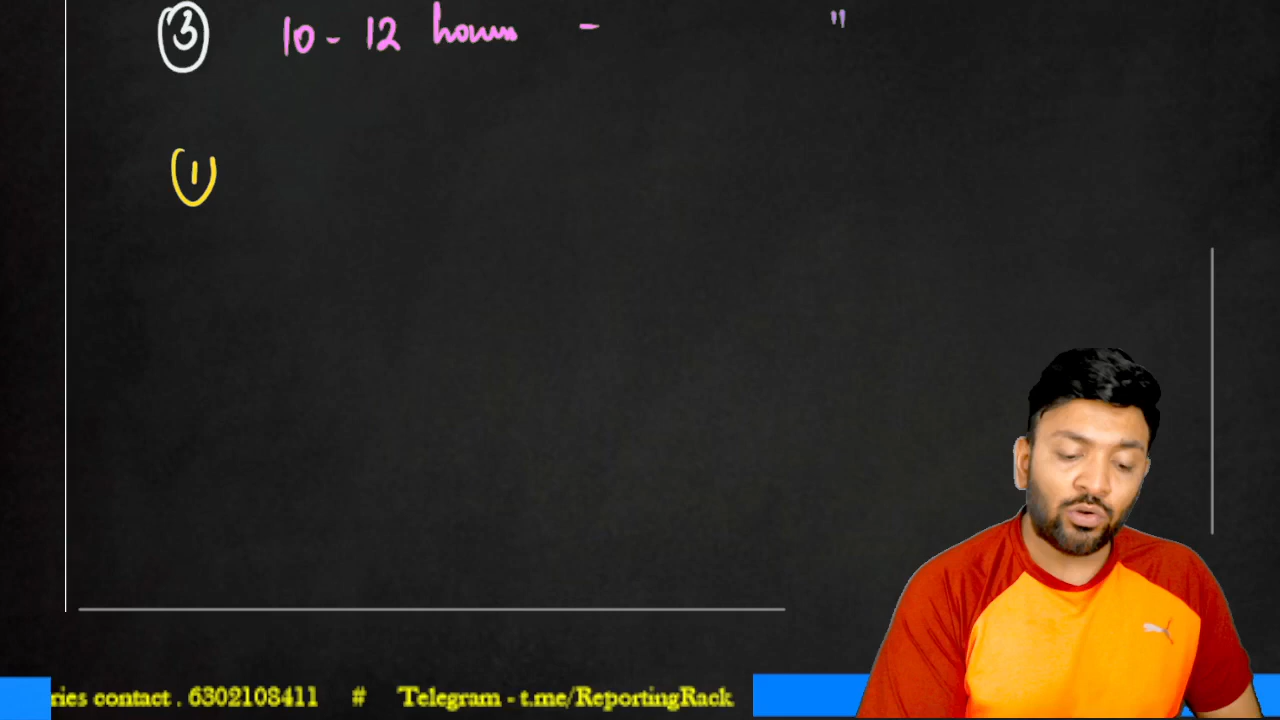 ③ 10 - 12 hours - "
①
ries contact . 6302108411 # Telegram - t.me/ReportingRack